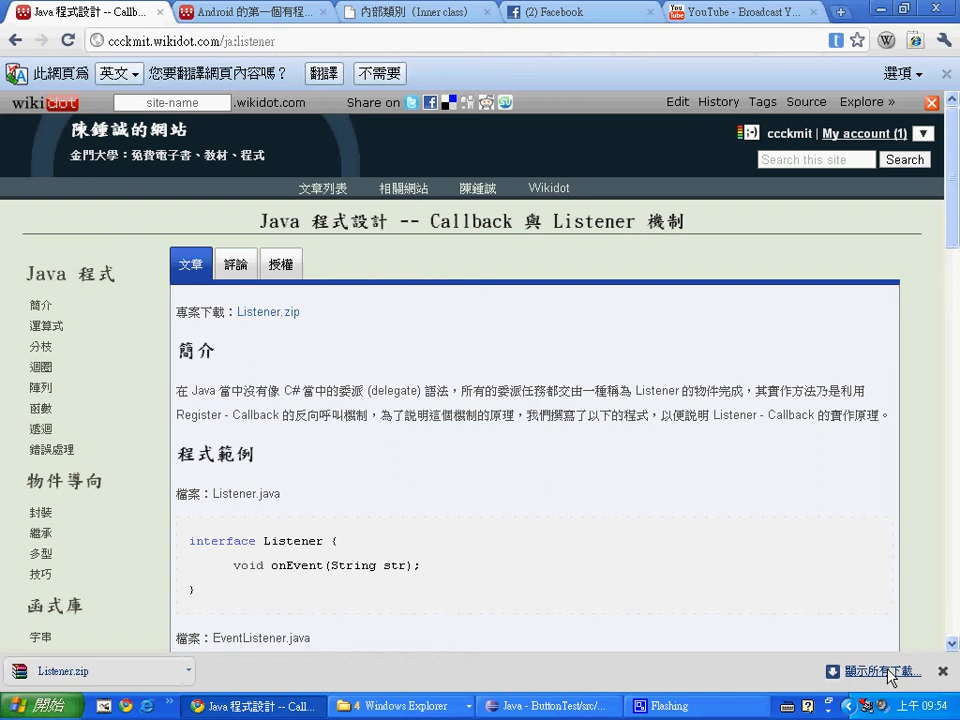 Java 程式設計 -- Callb...
Android 的第一個有程...
內部類別（Inner class）
(2) Facebook
YouTube - Broadcast Y...
ccckmit.wikidot.com/ja:listener
此網頁為 英文 您要翻譯網頁內容嗎？ 翻譯 不需要 選項
wikidot site-name .wikidot.com Share on Edit History Tags Source Explore »
陳鍾誠的網站
ccckmit | My account (1)
金門大學：免費電子書、教材、程式
Search this site Search
文章列表 相關網站 陳鍾誠 Wikidot
Java 程式設計 -- Callback 與 Listener 機制
Java 程式
簡介
運算式
分枝
迴圈
陣列
函數
遞迴
錯誤處理
物件導向
封裝
繼承
多型
技巧
函式庫
字串
文章 評論 授權
專案下載：Listener.zip
簡介
在 Java 當中沒有像 C# 當中的委派 (delegate) 語法，所有的委派任務都交由一種稱為 Listener 的物件完成，其實作方法乃是利用
Register - Callback 的反向呼叫機制，為了說明這個機制的原理，我們撰寫了以下的程式，以便說明 Listener - Callback 的實作原理。
程式範例
檔案：Listener.java
interface Listener {
void onEvent(String str);
}
檔案：EventListener.java
Listener.zip
顯示所有下載...
開始
Java 程式設計 -- Call...
4 Windows Explorer
Java - ButtonTest/src/...
Flashing
上午 09:54